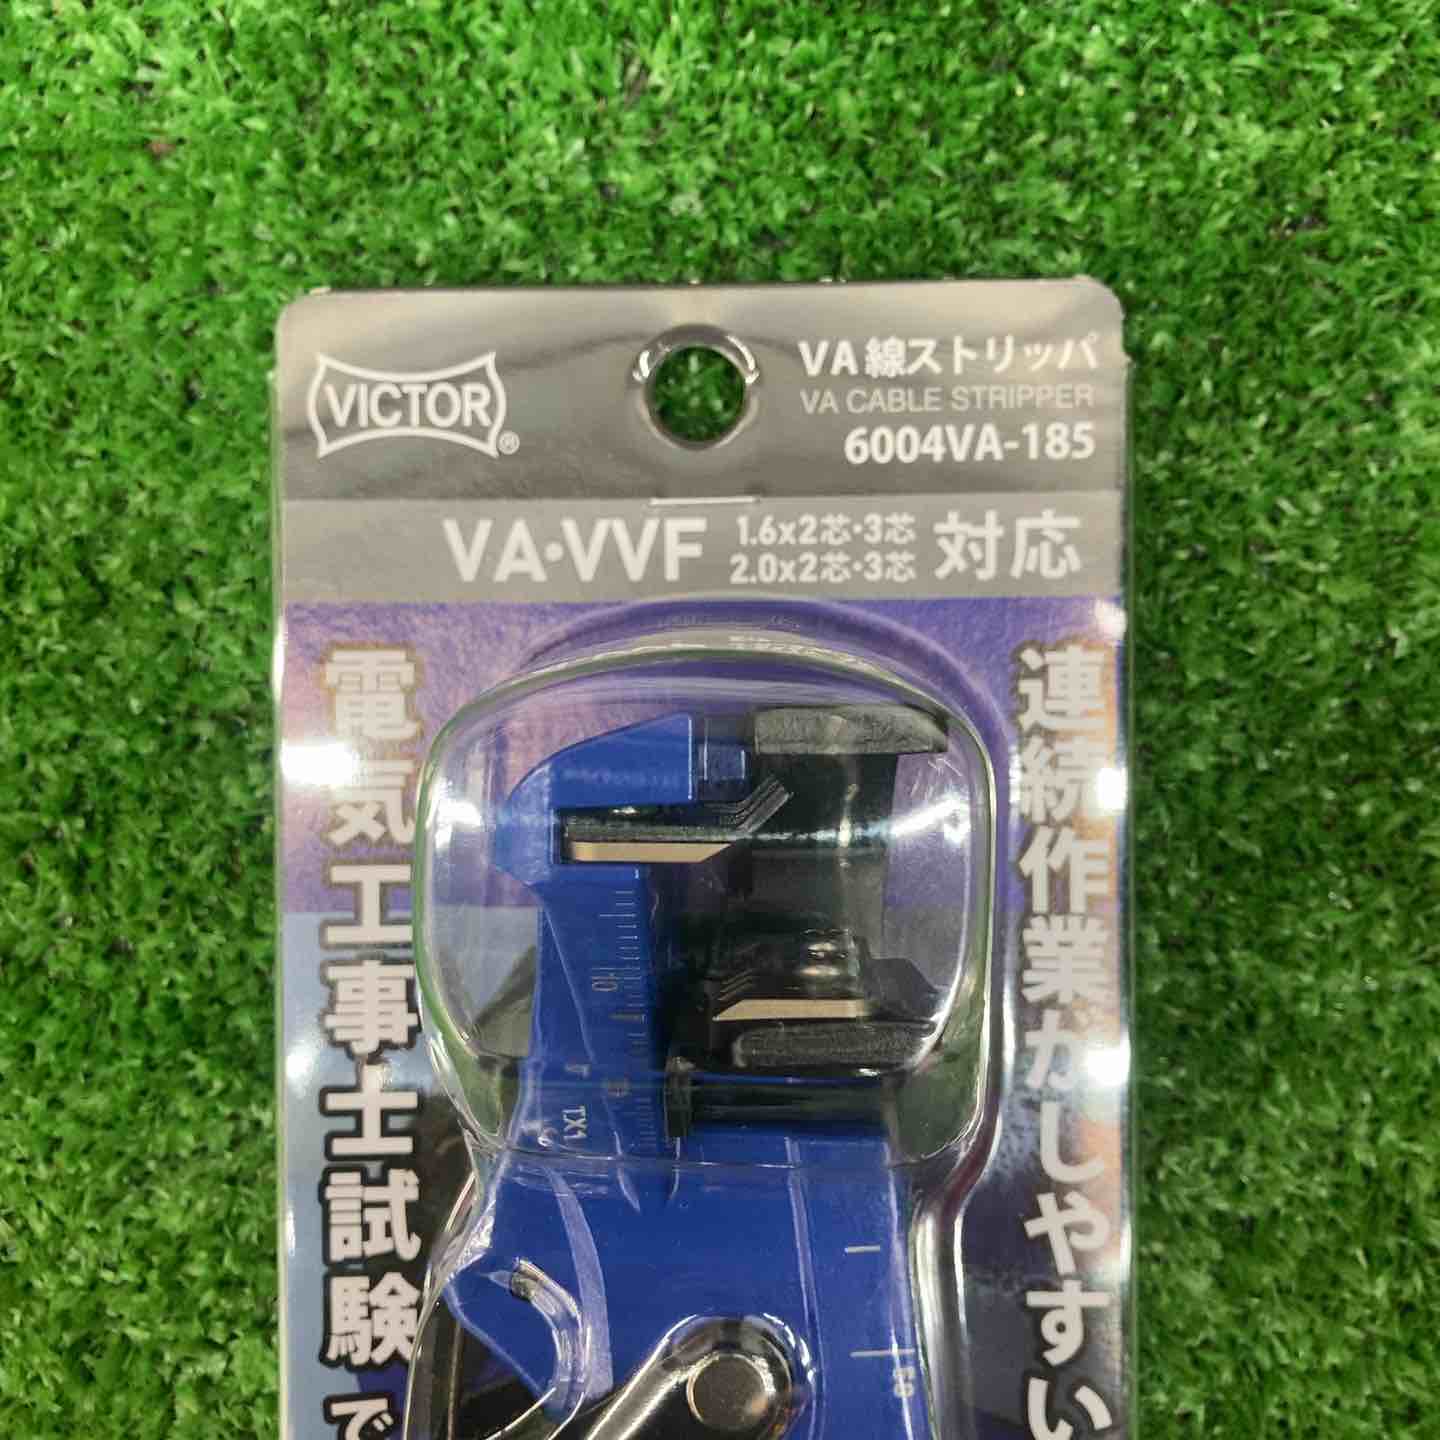 VICTOR®
VA線ストリッパ
VA CABLE STRIPPER
6004VA-185
VA・VVF 1.6x2芯・3芯 対応
2.0x2芯・3芯
電気工事士試験で
連続作業がしやすい
10
TX1